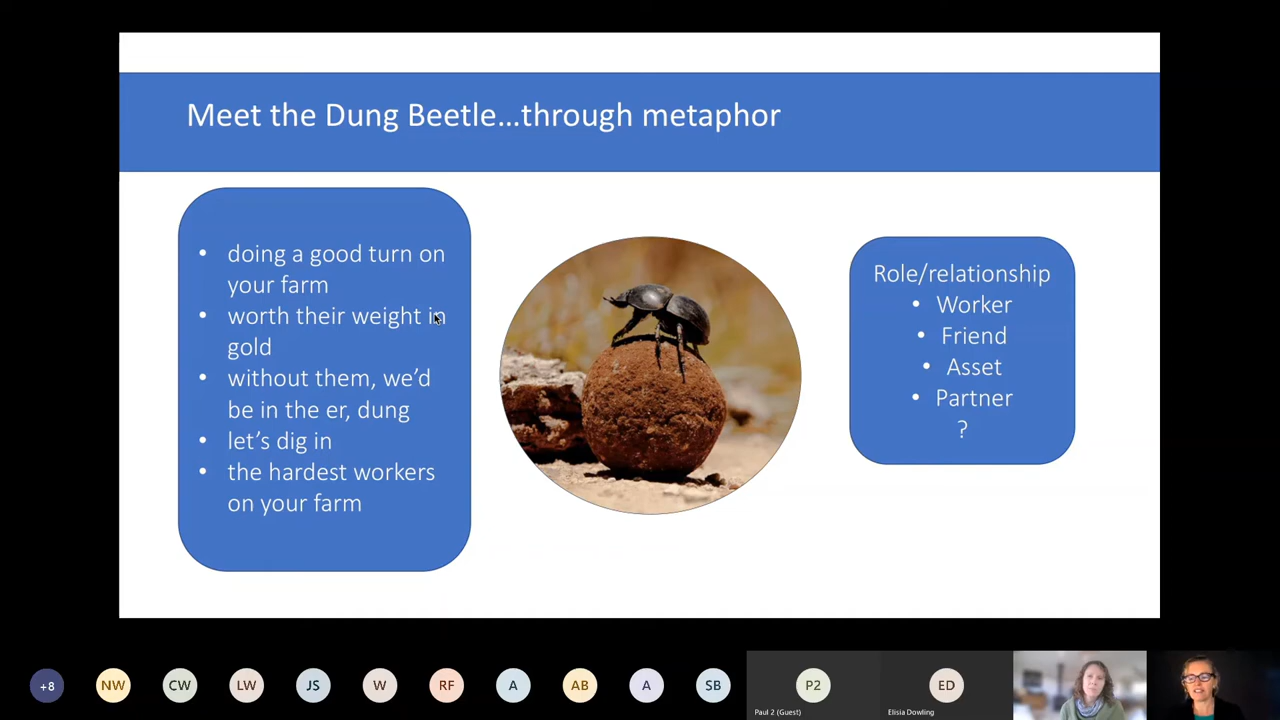 Meet the Dung Beetle...through metaphor
• doing a good turn on
your farm
• worth their weight in
gold
• without them, we’d
be in the er, dung
• let’s dig in
• the hardest workers
on your farm
Role/relationship
• Worker
• Friend
• Asset
• Partner
?
+8
NW
CW
LW
JS
W
RF
A
AB
A
SB
P2
Paul 2 (Guest)
ED
Elisia Dowling